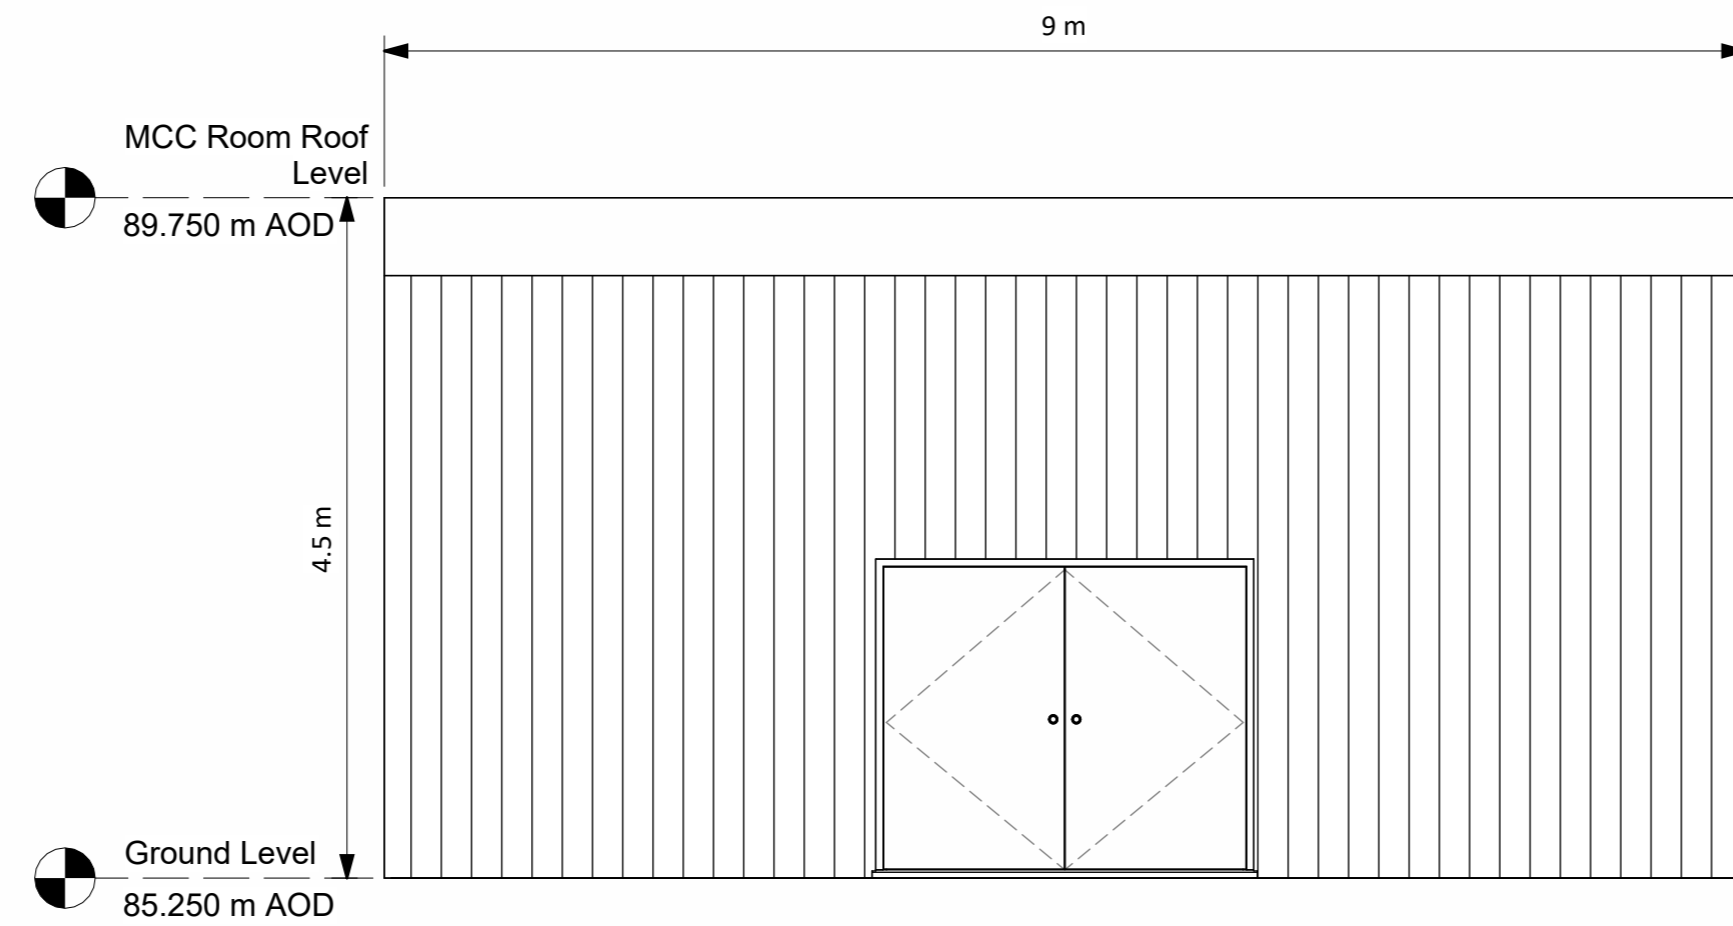 9 m
MCC Room Roof
Level
89.750 m AOD
4.5 m
Ground Level
85.250 m AOD